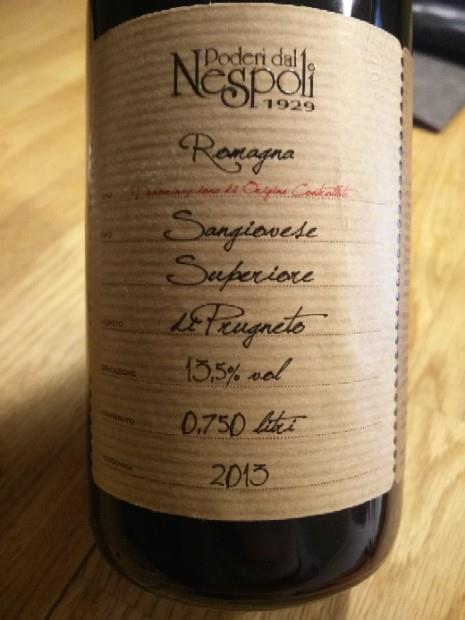 Poderi dal
Nespoli
1929
Romagna
Denominazione di Origine Controllata
Sangiovese
Superiore
di Prugneto
13,5% vol
0,750 litri
2013